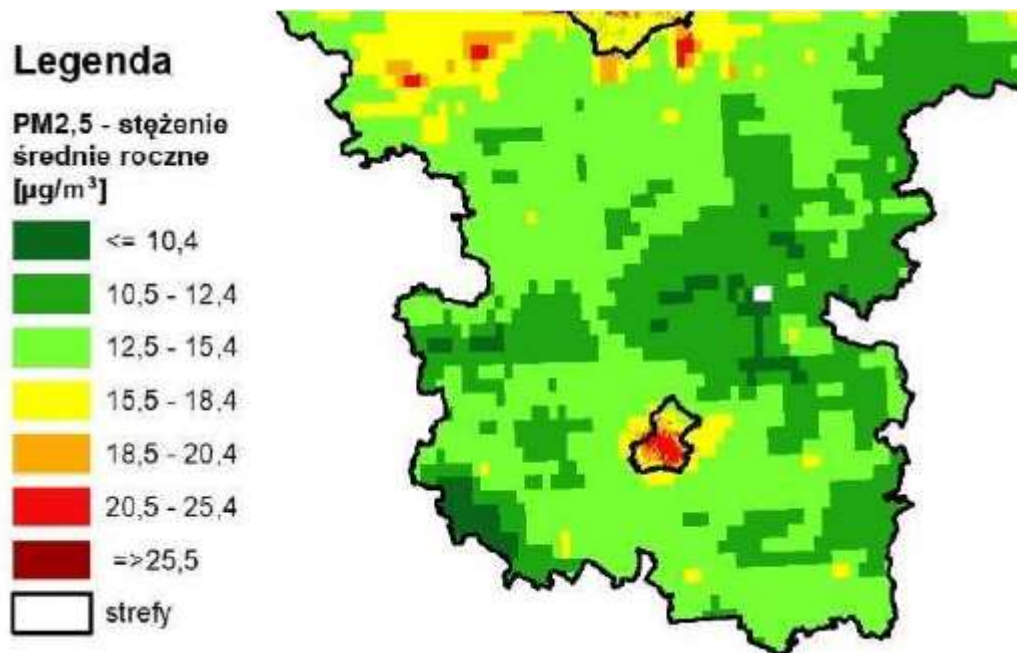 Legenda
PM2,5 - stężenie
średnie roczne
[µg/m³]
<= 10,4
10,5 - 12,4
12,5 - 15,4
15,5 - 18,4
18,5 - 20,4
20,5 - 25,4
=>25,5
strefy